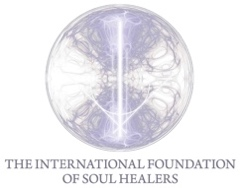 THE INTERNATIONAL FOUNDATION
OF SOUL HEALERS